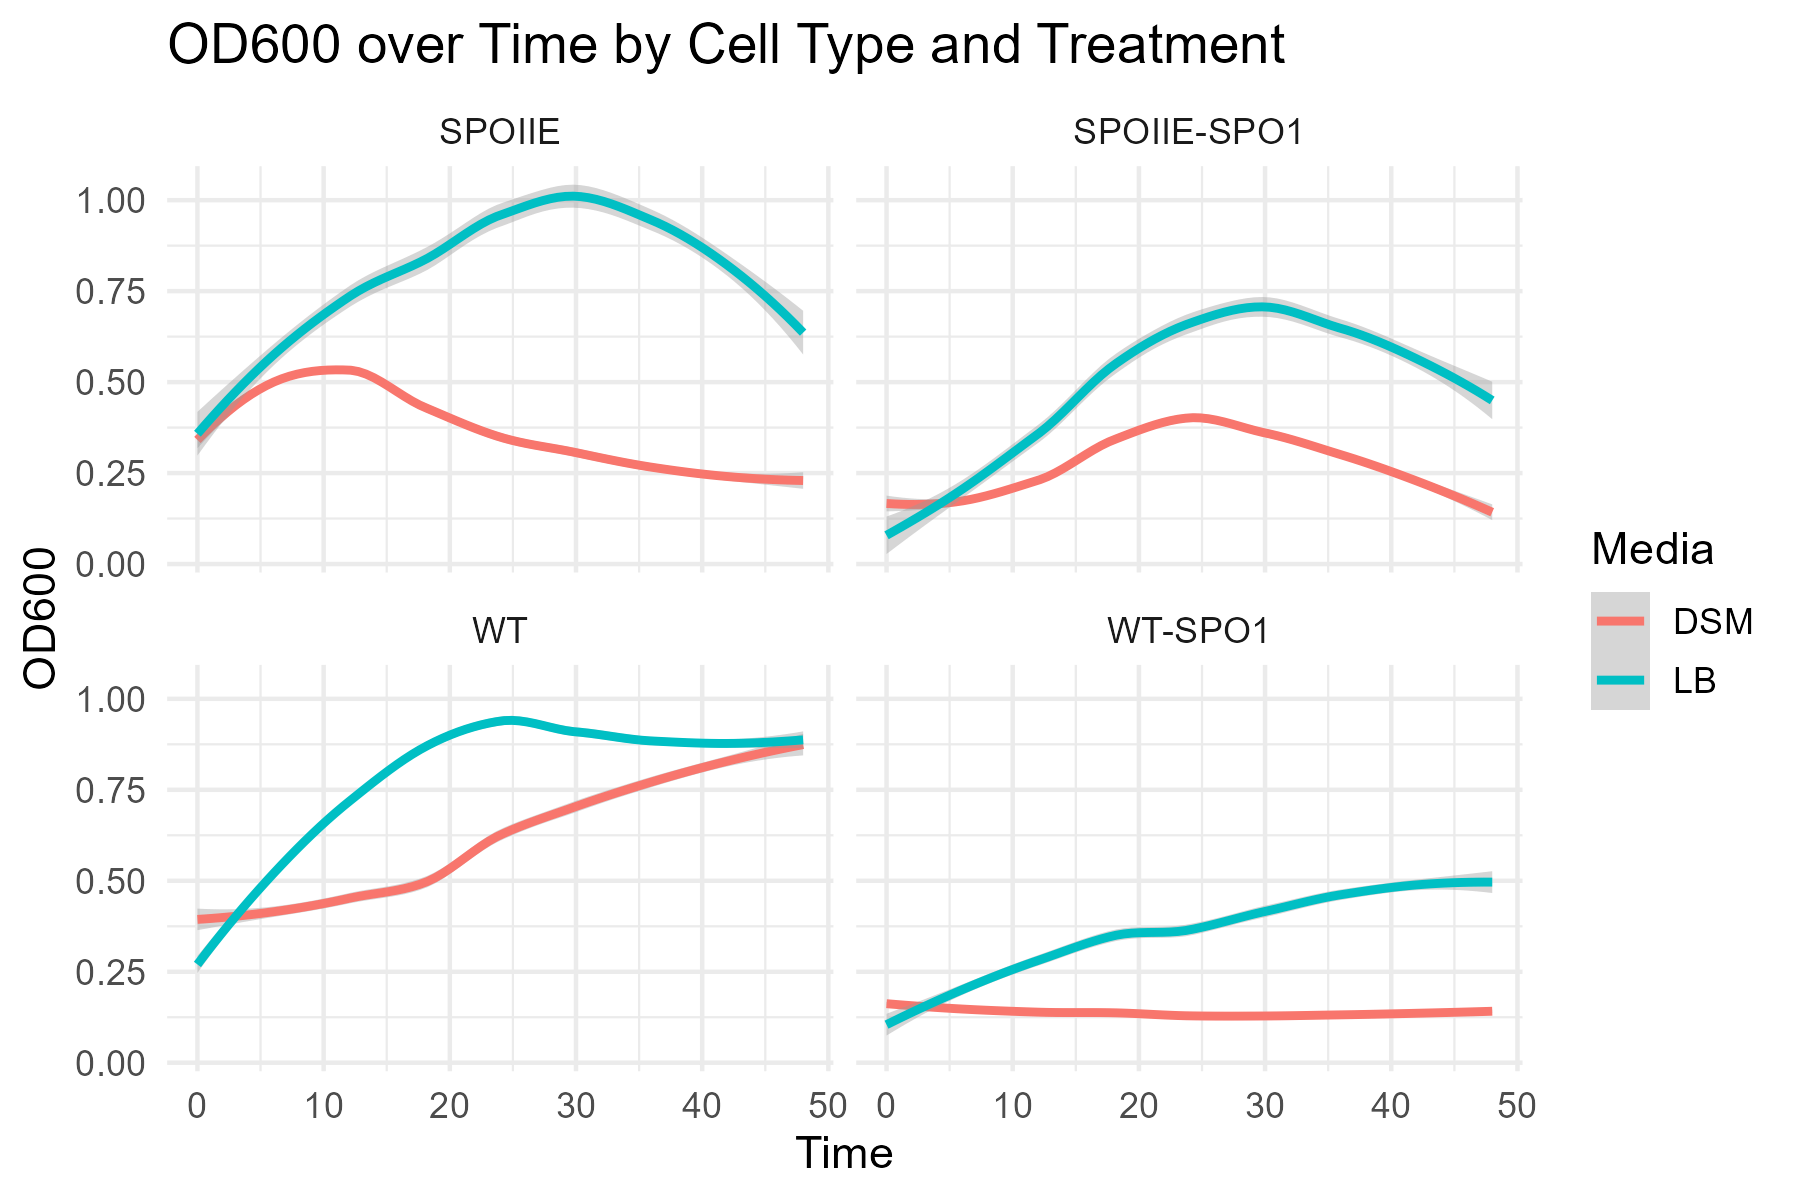 OD600 over Time by Cell Type and Treatment
SPOIIE
SPOIIE-SPO1
1.00
0.75
0.50
0.25
0.00
WT
WT-SPO1
1.00
0.75
0.50
0.25
0.00
OD600
0 10 20 30 40 50
0 10 20 30 40 50
Time
Media
DSM
LB